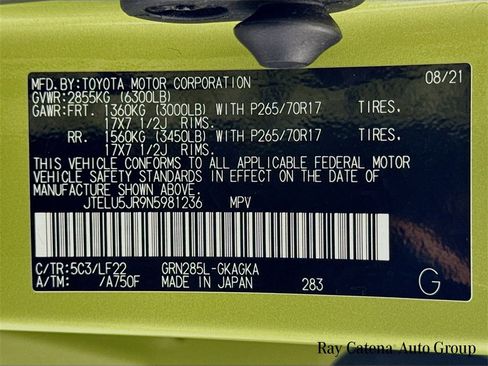 MFD.BY:TOYOTA MOTOR CORPORATION 08/21
GVWR:2855KG (6300LB)
GAWR:FRT. 1360KG (3000LB) WITH P265/70R17 TIRES.
17X7 1/2J RIMS.
RR. 1560KG (3450LB) WITH P265/70R17 TIRES.
17X7 1/2J RIMS.
THIS VEHICLE CONFORMS TO ALL APPLICABLE FEDERAL MOTOR
VEHICLE SAFETY STANDARDS IN EFFECT ON THE DATE OF
MANUFACTURE SHOWN ABOVE.
JTELU5JR9N5981236 MPV
C/TR:5C3/LF22 GRN285L-GKAGKA
A/TM: /A750F MADE IN JAPAN 283 G
Ray Catena Auto Group